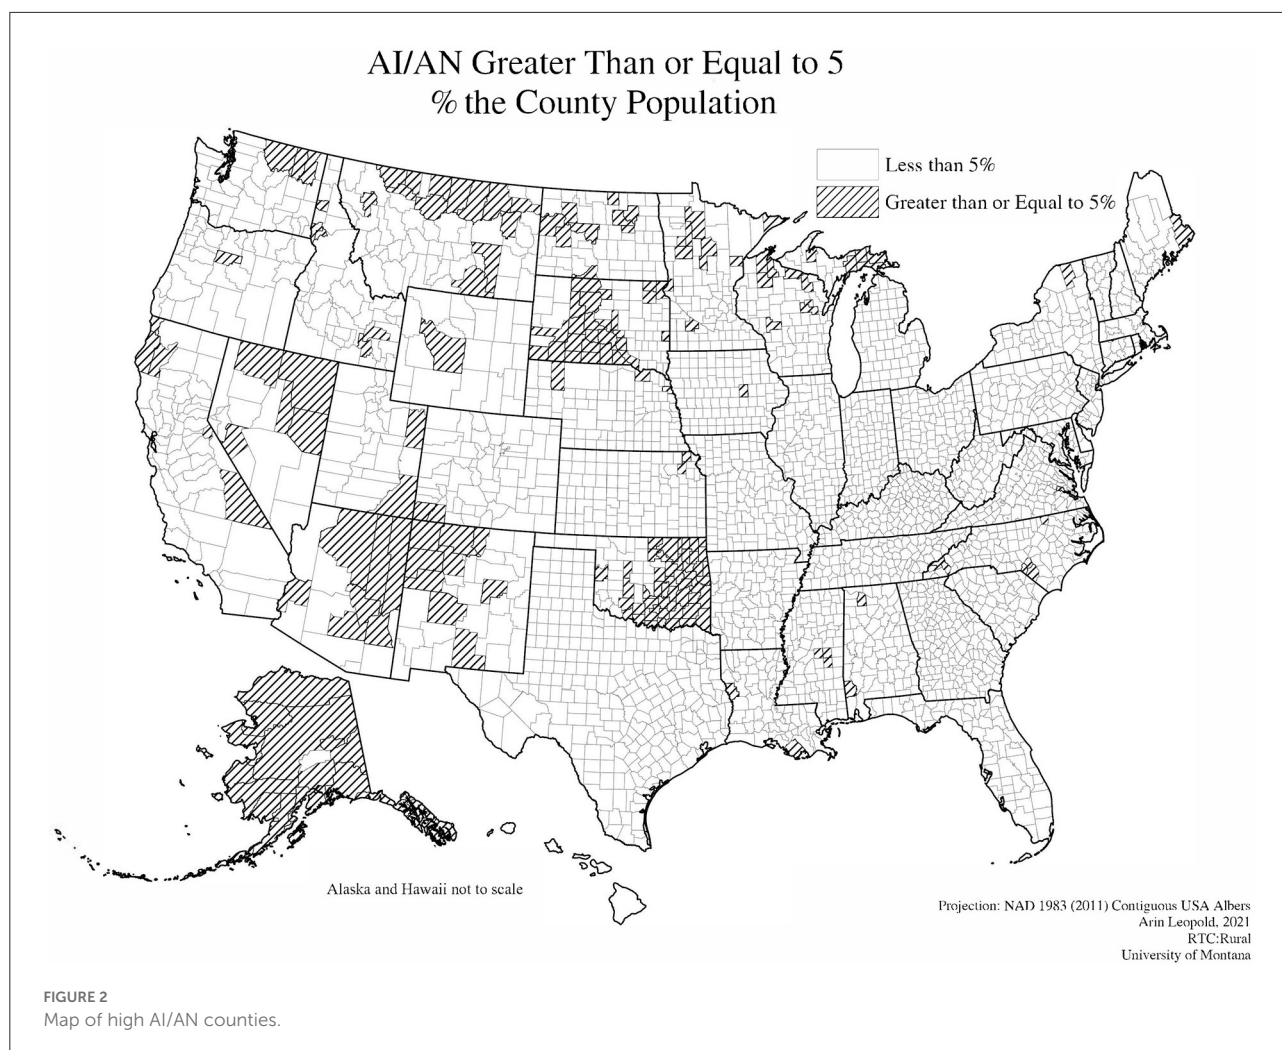 AI/AN Greater Than or Equal to 5
% the County Population
Less than 5%
Greater than or Equal to 5%
Alaska and Hawaii not to scale
Projection: NAD 1983 (2011) Contiguous USA Albers
Arin Leopold, 2021
RTC:Rural
University of Montana
FIGURE 2
Map of high AI/AN counties.